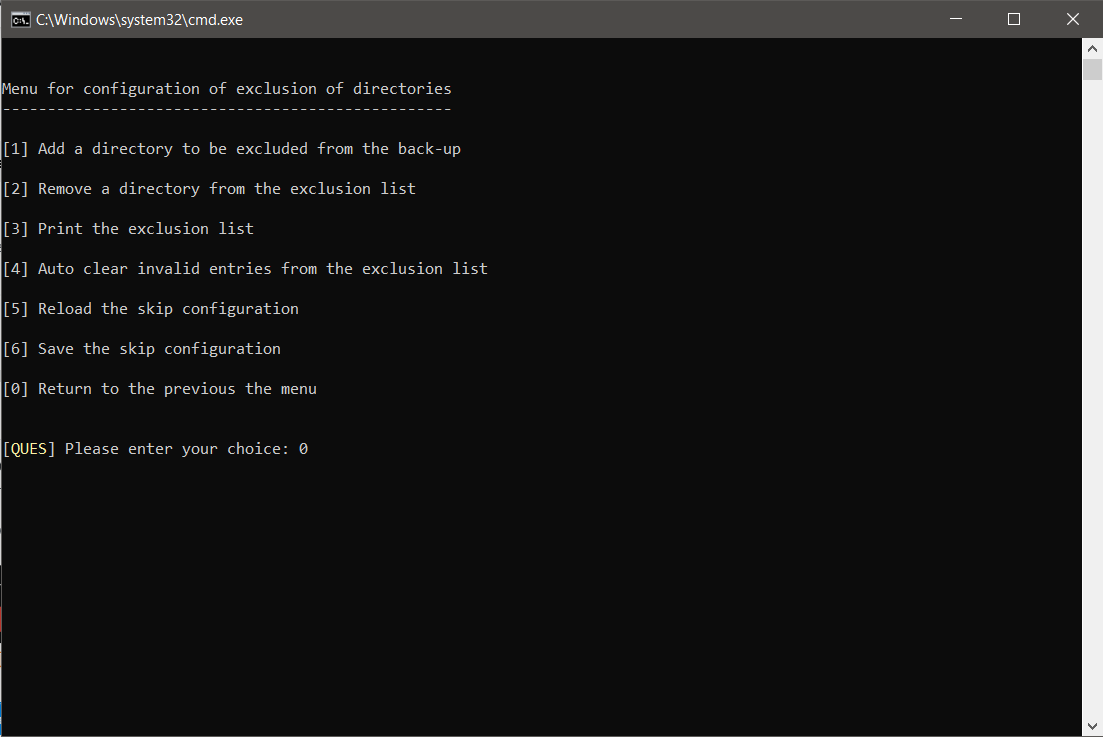 C:\Windows\system32\cmd.exe
Menu for configuration of exclusion of directories
--------------------------------------------------
[1] Add a directory to be excluded from the back-up
[2] Remove a directory from the exclusion list
[3] Print the exclusion list
[4] Auto clear invalid entries from the exclusion list
[5] Reload the skip configuration
[6] Save the skip configuration
[0] Return to the previous the menu
[QUES] Please enter your choice: 0